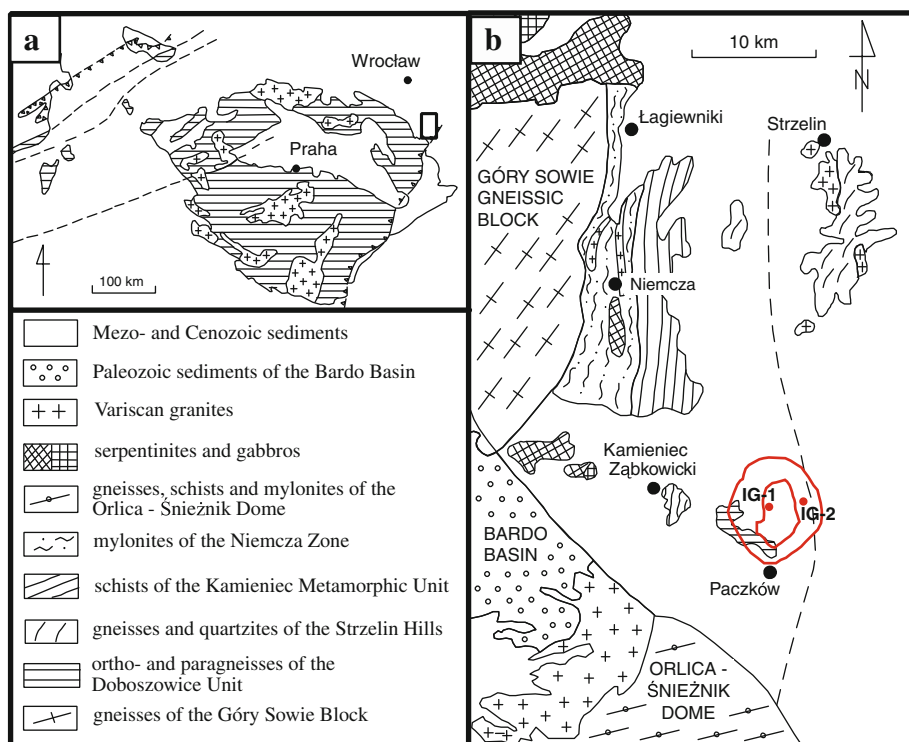 a
Wrocław
Praha
100 km
Mezo- and Cenozoic sediments
Paleozoic sediments of the Bardo Basin
Variscan granites
serpentinites and gabbros
gneisses, schists and mylonites of the
Orlica - Śnieżnik Dome
mylonites of the Niemcza Zone
schists of the Kamieniec Metamorphic Unit
gneisses and quartzites of the Strzelin Hills
ortho- and paragneisses of the
Doboszowice Unit
gneisses of the Góry Sowie Block
b
10 km
N
Łagiewniki
Strzelin
GÓRY SOWIE
GNEISSIC
BLOCK
Niemcza
Kamieniec
Ząbkowicki
IG-1
IG-2
BARDO
BASIN
Paczków
ORLICA -
ŚNIEŻNIK
DOME